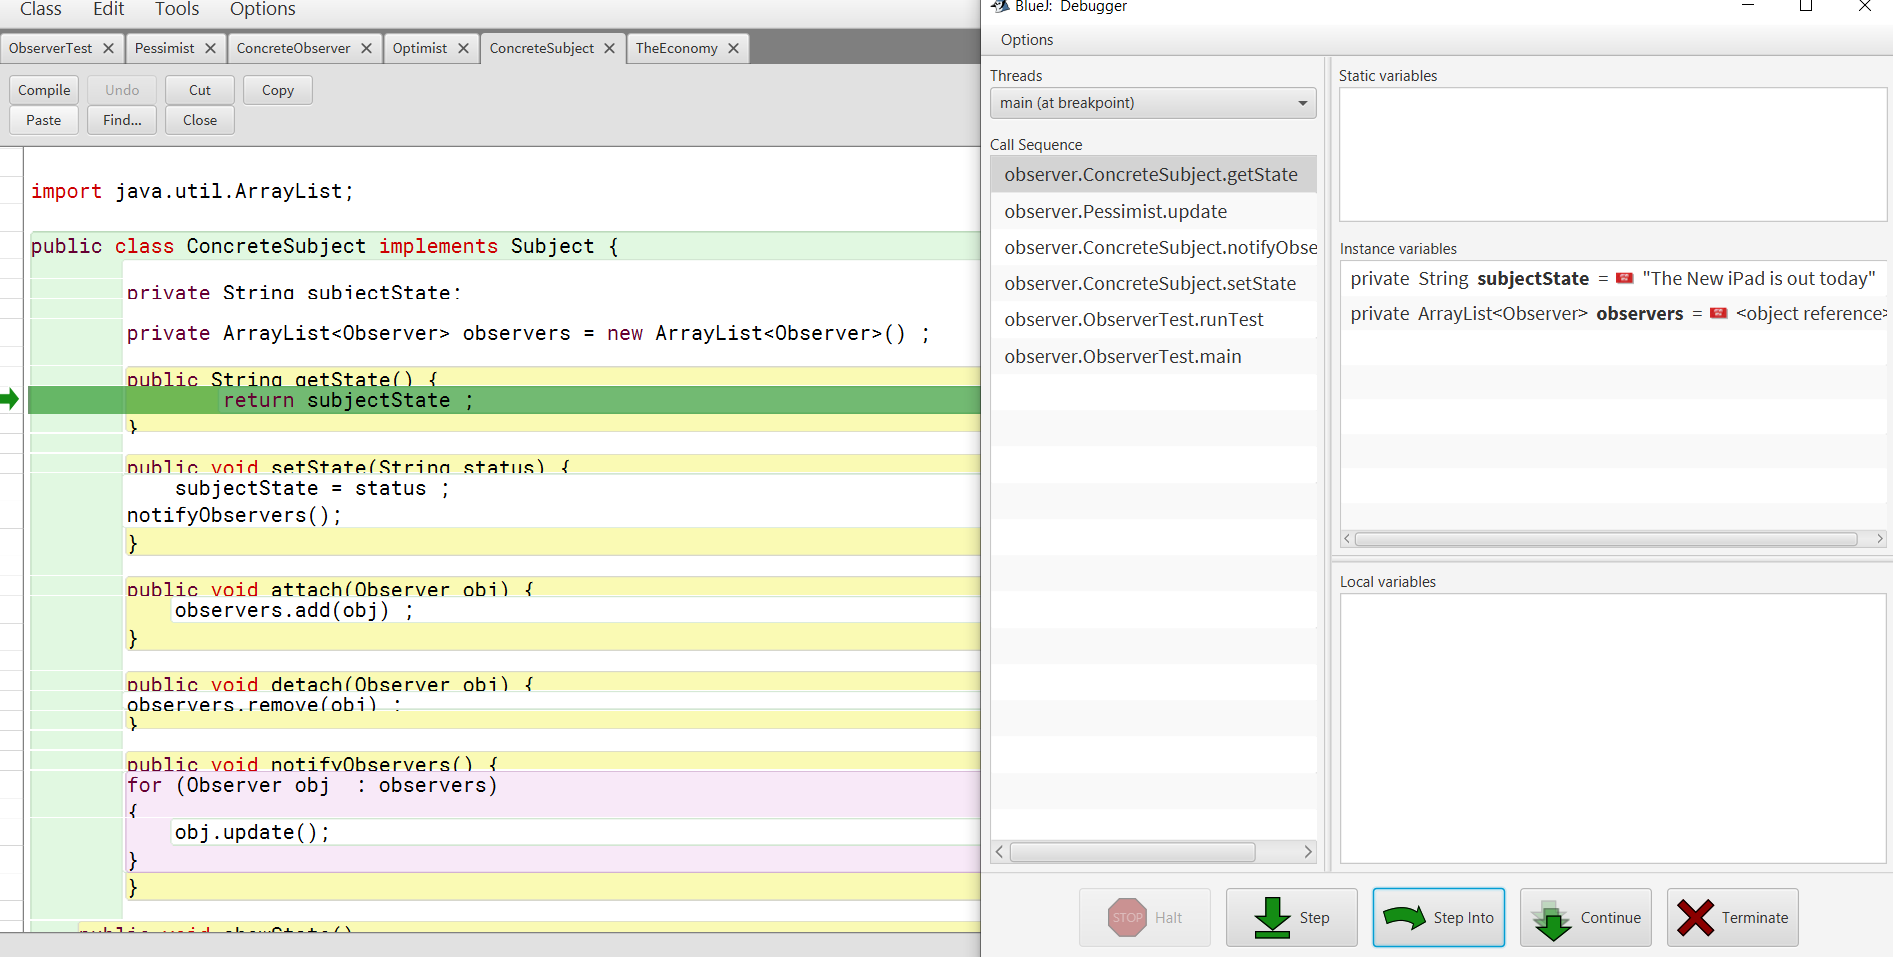 Class Edit Tools Options
ObserverTest Pessimist ConcreteObserver Optimist ConcreteSubject TheEconomy
Compile Undo Cut Copy
Paste Find... Close
import java.util.ArrayList;
public class ConcreteSubject implements Subject {
private String subjectState;
private ArrayList<Observer> observers = new ArrayList<Observer>() ;
public String getState() {
return subjectState ;
}
public void setState(String status) {
subjectState = status ;
notifyObservers();
}
public void attach(Observer obj) {
observers.add(obj) ;
}
public void detach(Observer obj) {
observers.remove(obj) ;
}
public void notifyObservers() {
for (Observer obj  : observers)
{
obj.update();
}
}
public void showState()
BlueJ: Debugger
Options
Threads
main (at breakpoint)
Call Sequence
observer.ConcreteSubject.getState
observer.Pessimist.update
observer.ConcreteSubject.notifyObse
observer.ConcreteSubject.setState
observer.ObserverTest.runTest
observer.ObserverTest.main
Static variables
Instance variables
private String subjectState = "The New iPad is out today"
private ArrayList<Observer> observers = <object reference>
Local variables
STOP Halt
Step
Step Into
Continue
Terminate